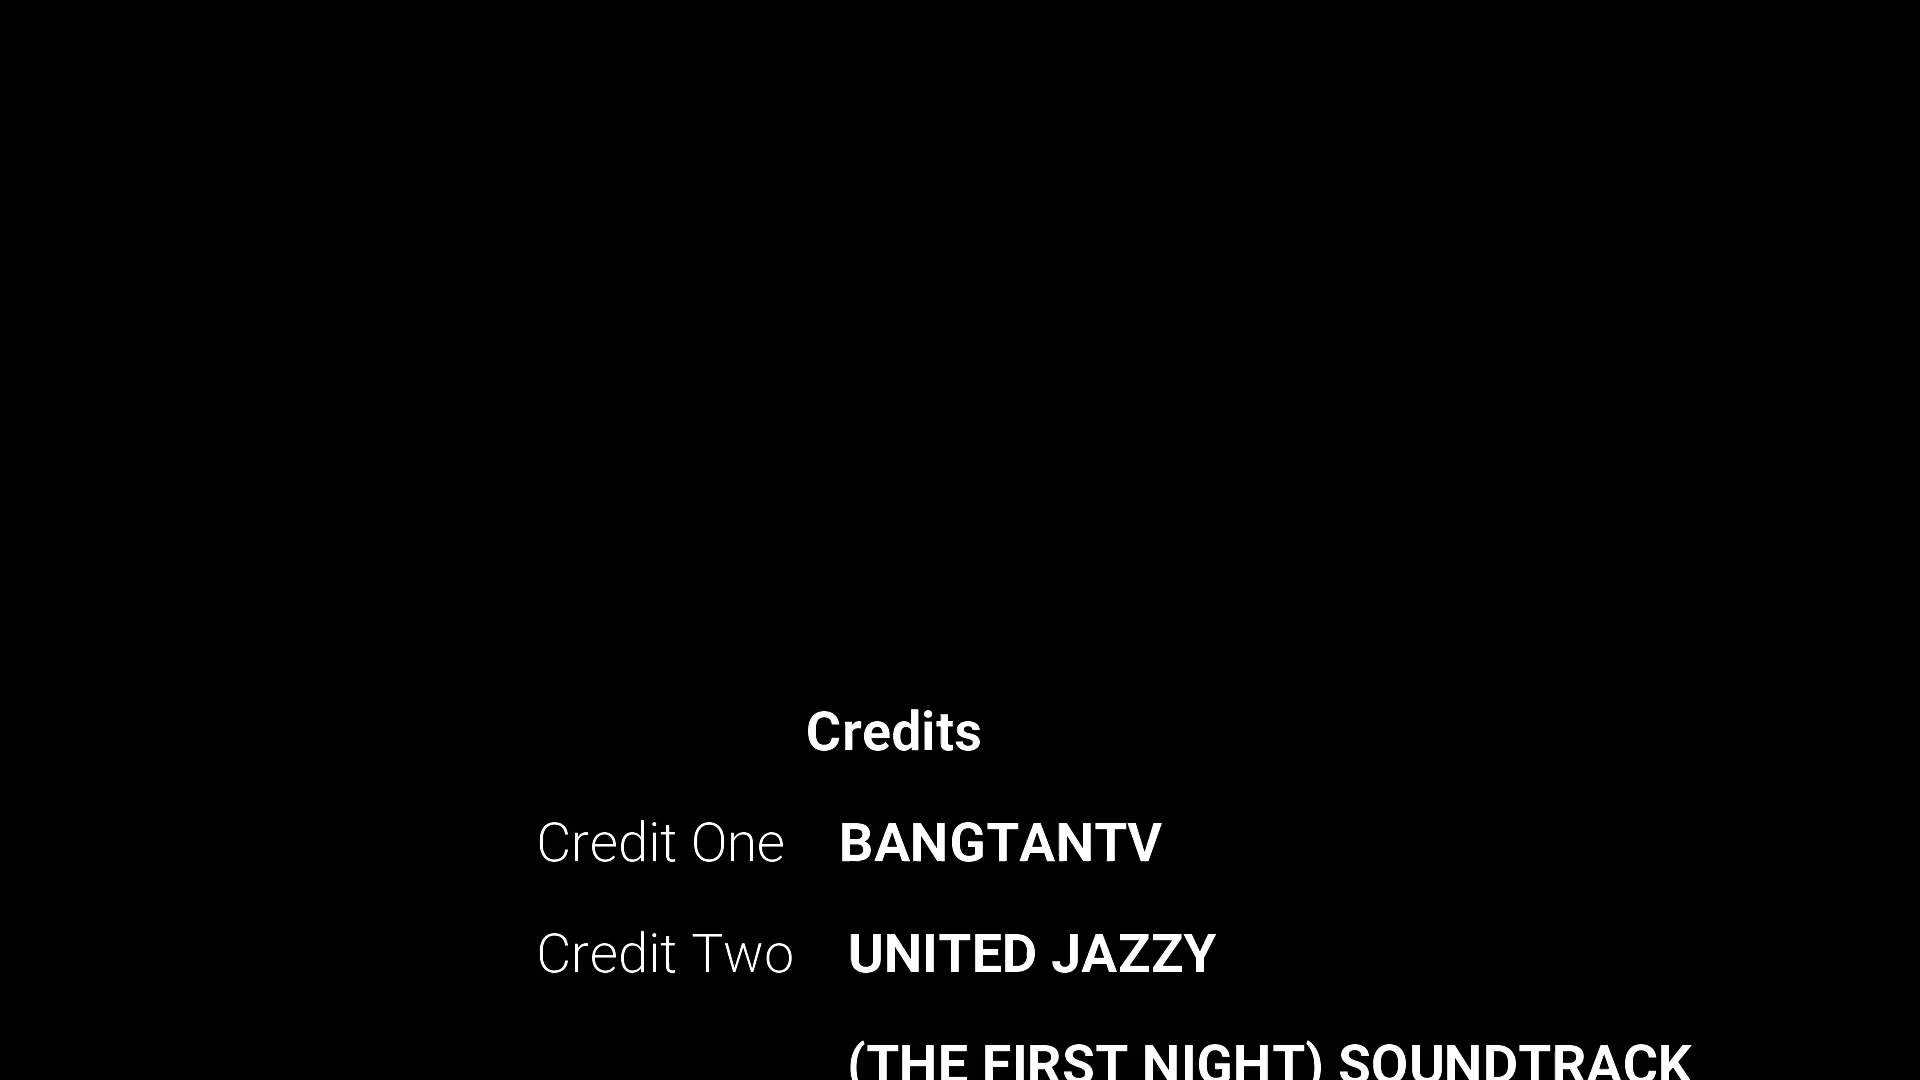 Credits
Credit One BANGTANTV
Credit Two UNITED JAZZY
(THE FIRST NIGHT) SOUNDTRACK